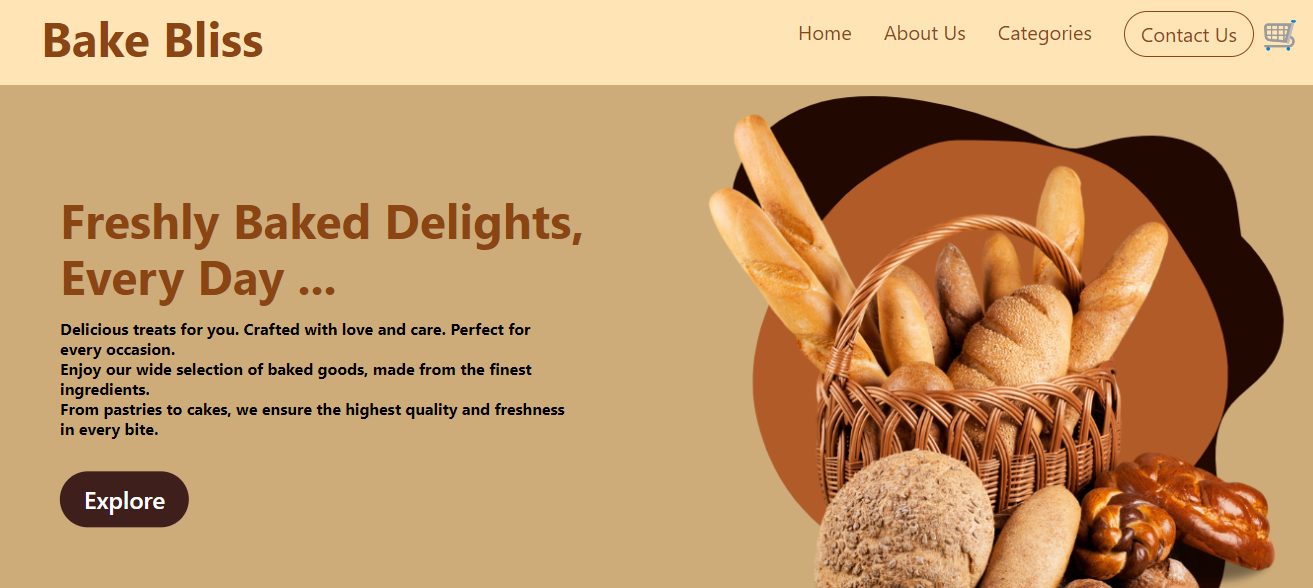 Bake Bliss
Home
About Us
Categories
Contact Us
Freshly Baked Delights,
Every Day ...
Delicious treats for you. Crafted with love and care. Perfect for
every occasion.
Enjoy our wide selection of baked goods, made from the finest
ingredients.
From pastries to cakes, we ensure the highest quality and freshness
in every bite.
Explore